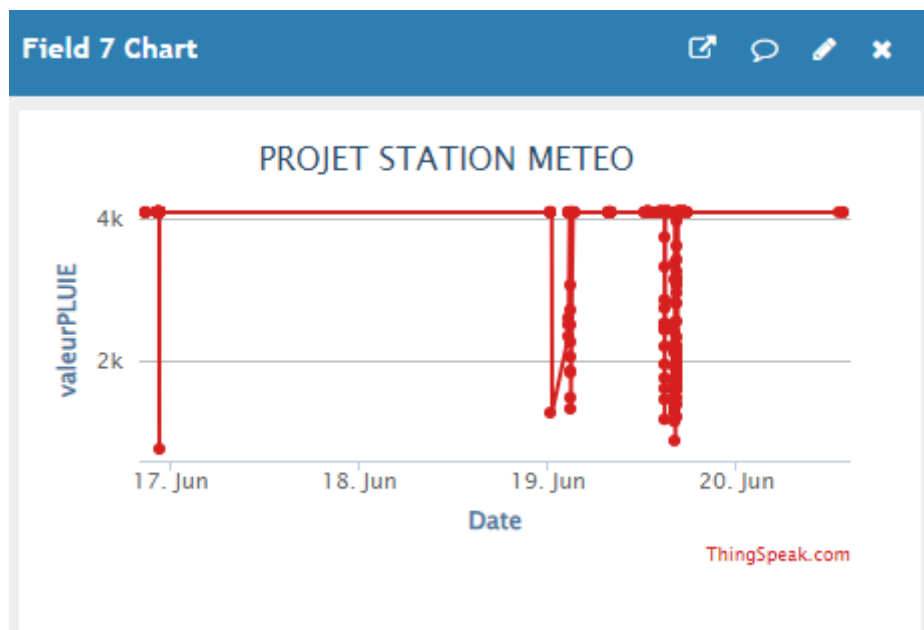 Field 7 Chart
PROJET STATION METEO
valeurPLUIE
4k
2k
17. Jun 18. Jun 19. Jun 20. Jun
Date
ThingSpeak.com